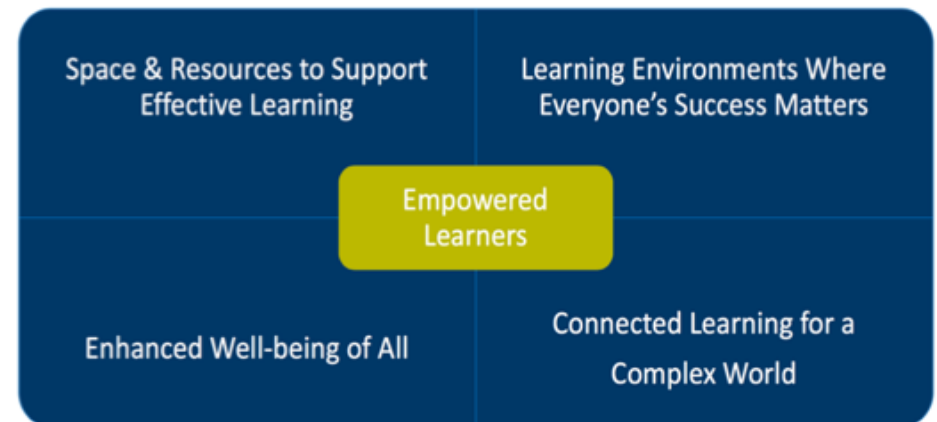 Space & Resources to Support
Effective Learning
Learning Environments Where
Everyone’s Success Matters
Empowered
Learners
Enhanced Well-being of All
Connected Learning for a
Complex World